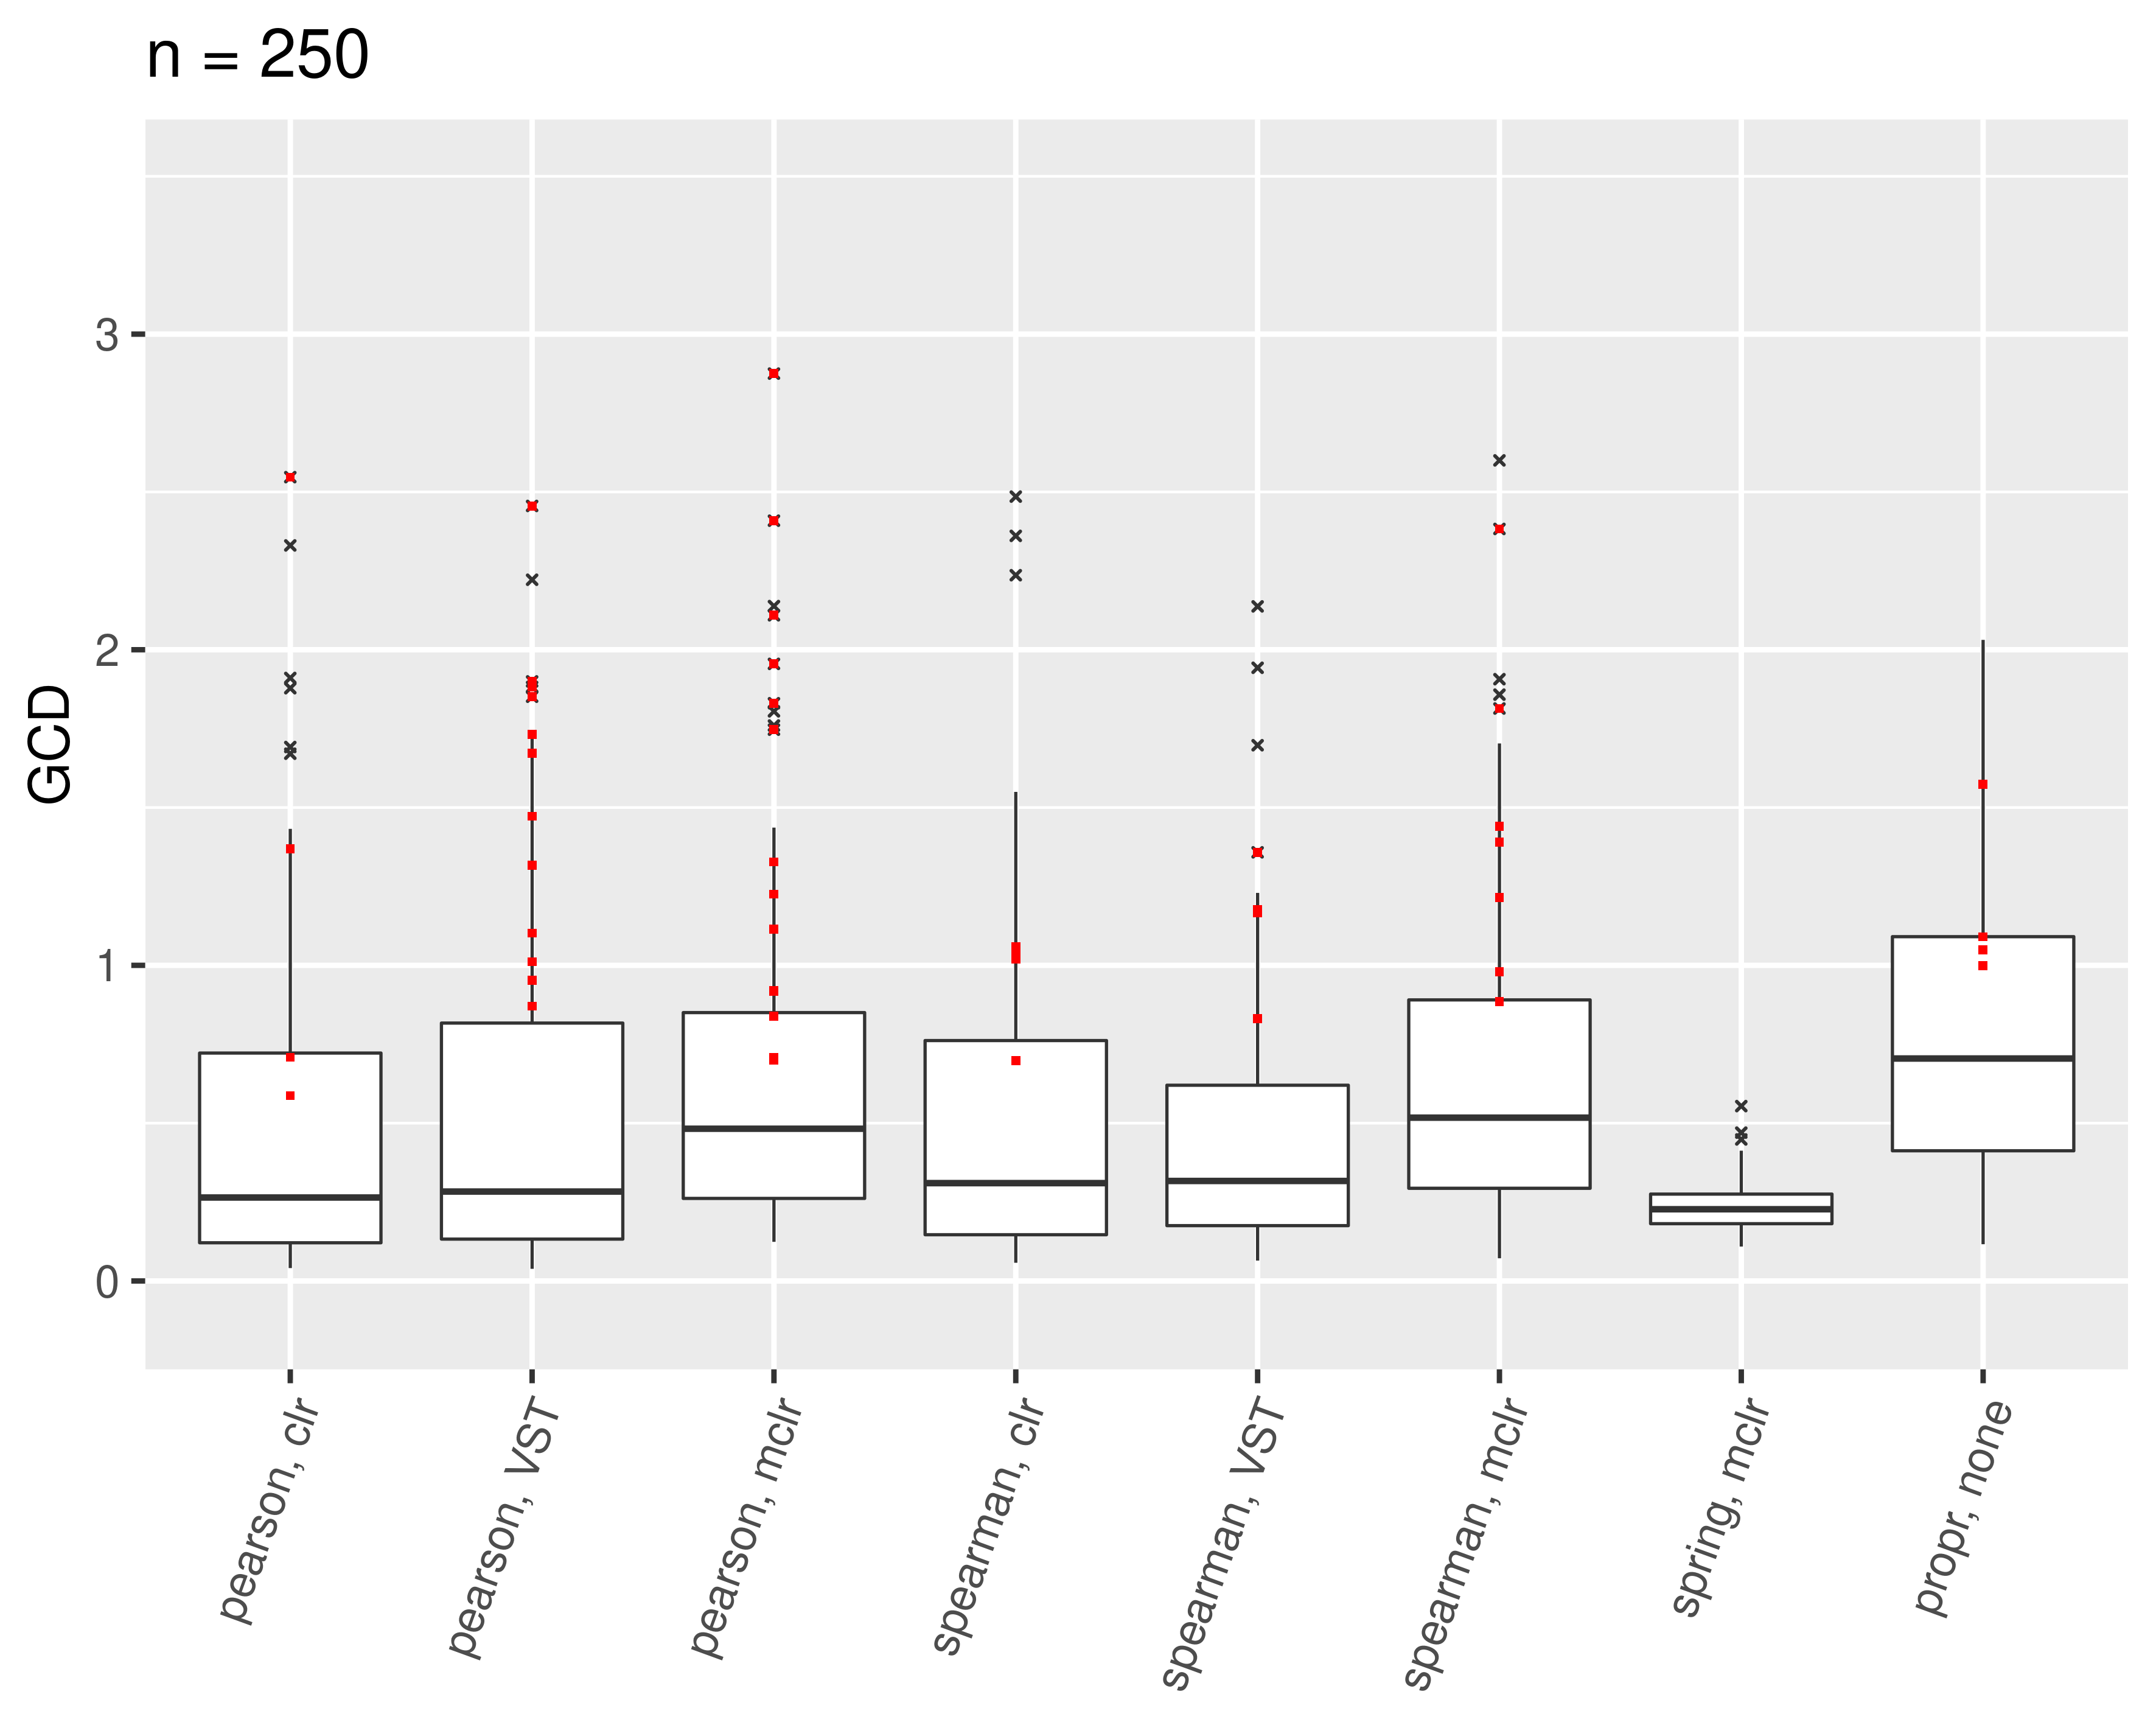 n = 250
GCD
3
2
1
0
pearson, clr
pearson, VST
pearson, mclr
spearman, clr
spearman, VST
spearman, mclr
spring, mclr
propr, none